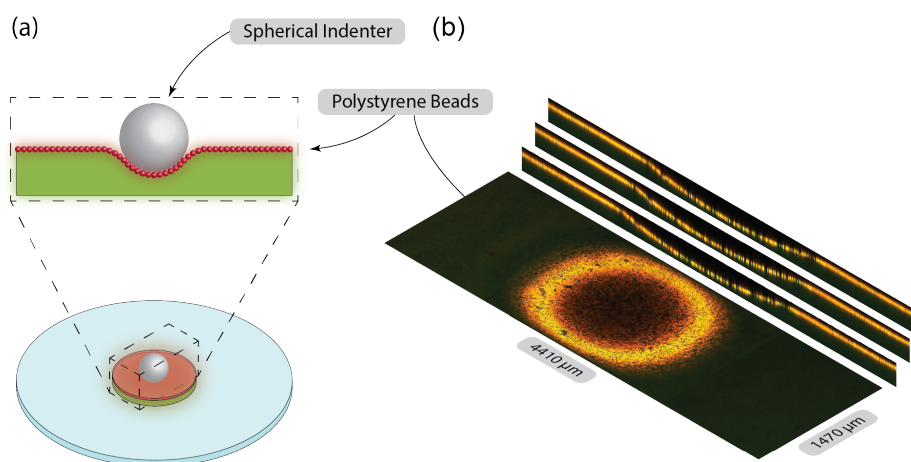 (a)
Spherical Indenter
(b)
Polystyrene Beads
4410 µm
1470 µm